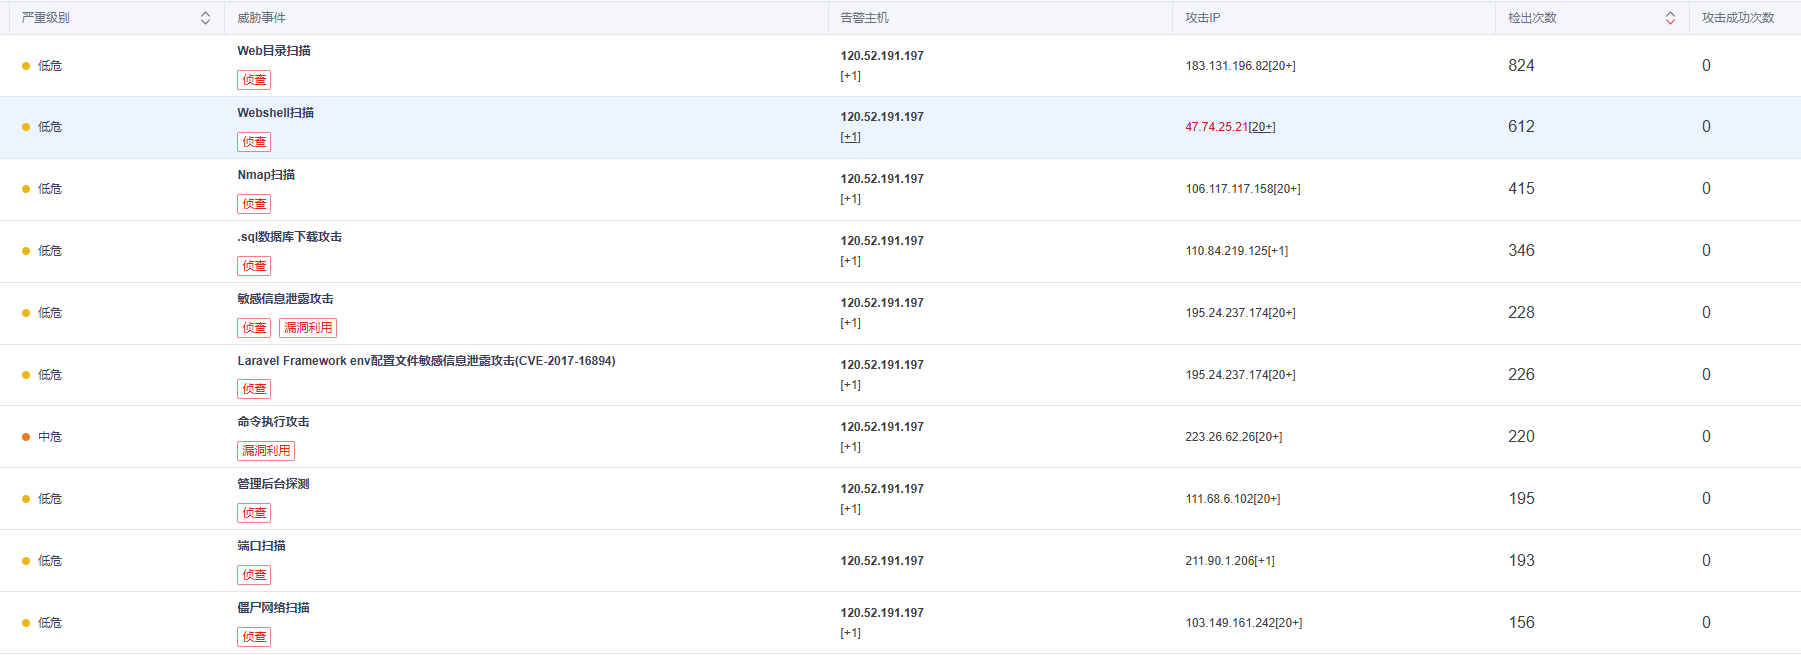 严重级别 威胁事件 告警主机 攻击IP 检出次数 攻击成功次数
Web目录扫描
低危 侦查 120.52.191.197 [+1] 183.131.196.82[20+] 824 0
Webshell扫描
低危 侦查 120.52.191.197 [+1] 47.74.25.21[20+] 612 0
Nmap扫描
低危 侦查 120.52.191.197 [+1] 106.117.117.158[20+] 415 0
.sql数据库下载攻击
低危 侦查 120.52.191.197 [+1] 110.84.219.125[+1] 346 0
敏感信息泄露攻击
低危 侦查 漏洞利用 120.52.191.197 [+1] 195.24.237.174[20+] 228 0
Laravel Framework env配置文件敏感信息泄露攻击(CVE-2017-16894)
低危 侦查 120.52.191.197 [+1] 195.24.237.174[20+] 226 0
命令执行攻击
中危 漏洞利用 120.52.191.197 [+1] 223.26.62.26[20+] 220 0
管理后台探测
低危 侦查 120.52.191.197 [+1] 111.68.6.102[20+] 195 0
端口扫描
低危 侦查 120.52.191.197 211.90.1.206[+1] 193 0
僵尸网络扫描
低危 侦查 120.52.191.197 [+1] 103.149.161.242[20+] 156 0